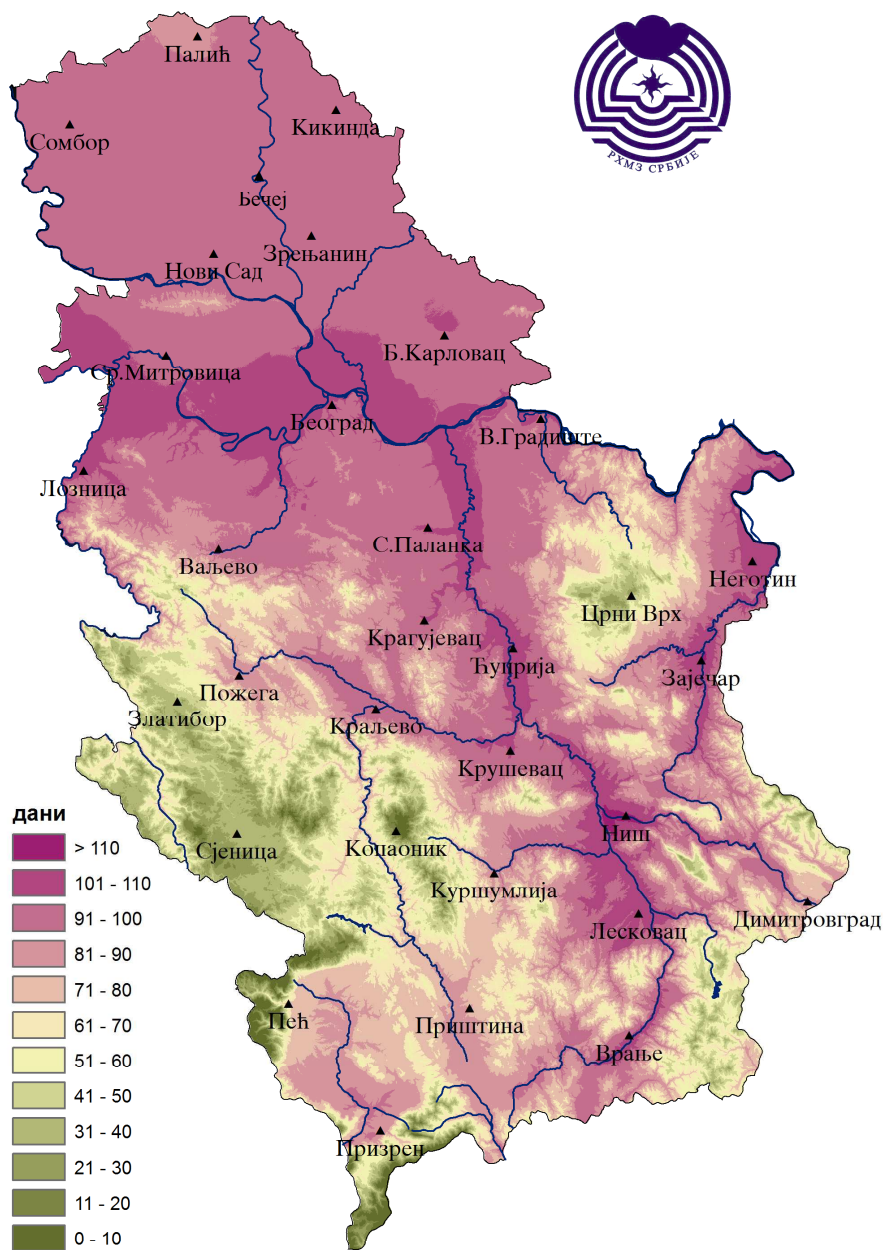 Палић
Кикинда
Сомбор
РХМЗ СРБИЈЕ
Бечеј
Зрењанин
Нови Сад
Б.Карловац
Ср.Митровица
Београд
В.Градиште
Лозница
С.Паланка
Ваљево
Неготин
Црни Врх
Крагујевац
Ћуприја
Зајечар
Пожега
Златибор
Краљево
Крушевац
Ниш
Сјеница
Копаоник
Куршумлија
Димитровград
Лесковац
Пећ
Приштина
Врање
Призрен
дани
> 110
101 - 110
91 - 100
81 - 90
71 - 80
61 - 70
51 - 60
41 - 50
31 - 40
21 - 30
11 - 20
0 - 10